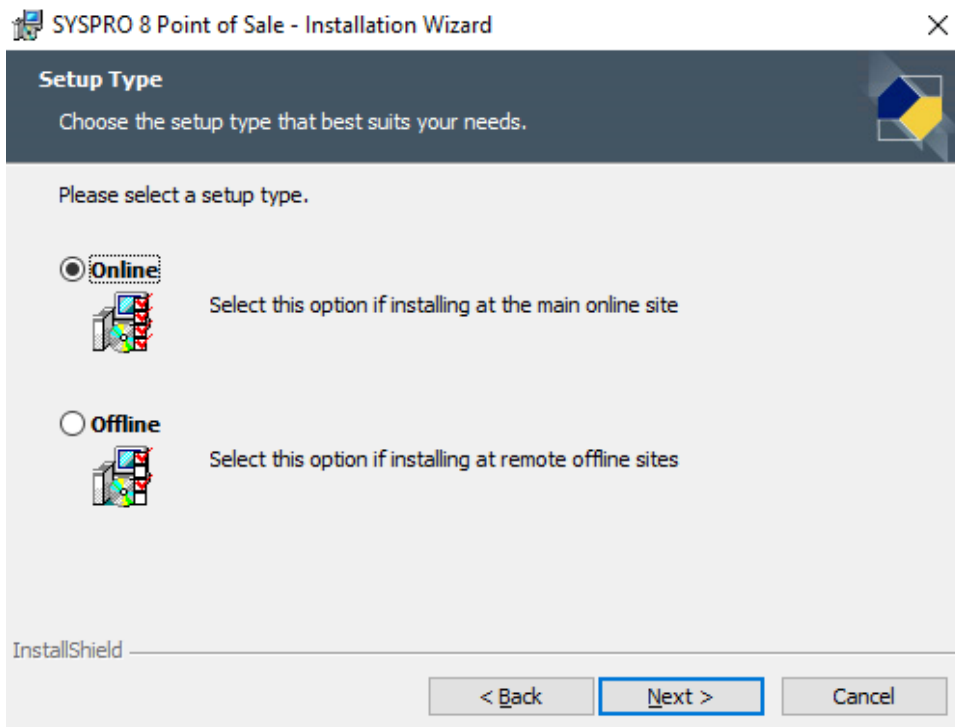 SYSPRO 8 Point of Sale - Installation Wizard
Setup Type
Choose the setup type that best suits your needs.
Please select a setup type.
Online
Select this option if installing at the main online site
Offline
Select this option if installing at remote offline sites
InstallShield
< Back
Next >
Cancel